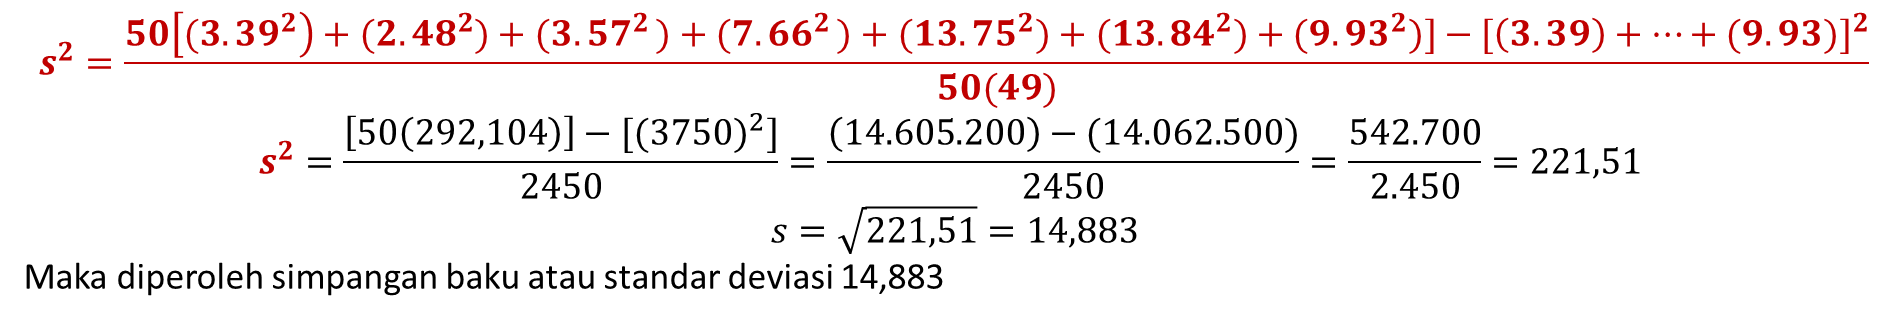 s² = 50[(3.39²) + (2.48²) + (3.57²) + (7.66²) + (13.75²) + (13.84²) + (9.93²)] − [(3.39) + ⋯ + (9.93)]² / 50(49)
s² = [50(292,104)] − [(3750)²] / 2450 = (14.605.200) − (14.062.500) / 2450 = 542.700 / 2.450 = 221,51
s = √221,51 = 14,883
Maka diperoleh simpangan baku atau standar deviasi 14,883